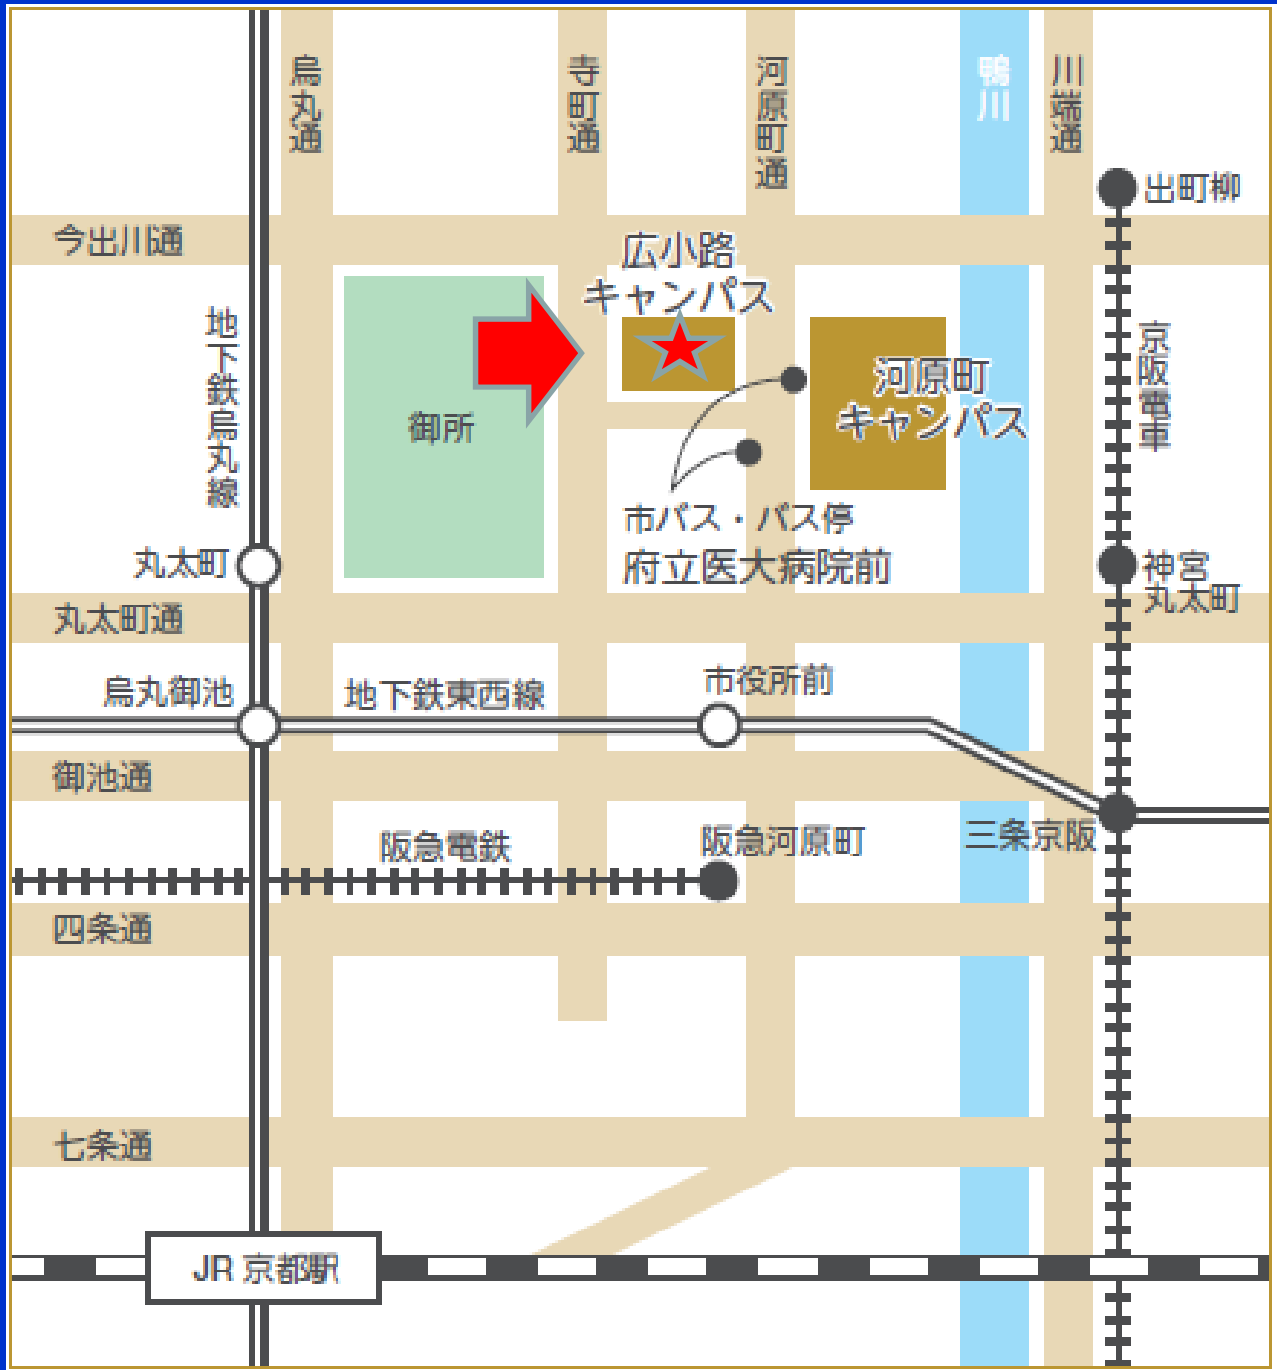 烏丸通
寺町通
河原町通
鴨川
川端通
出町柳
今出川通
広小路
キャンパス
地下鉄烏丸線
京阪電車
河原町
キャンパス
御所
市バス・バス停
府立医大病院前
丸太町
神宮
丸太町
丸太町通
烏丸御池
地下鉄東西線
市役所前
御池通
三条京阪
阪急電鉄
阪急河原町
四条通
七条通
JR 京都駅